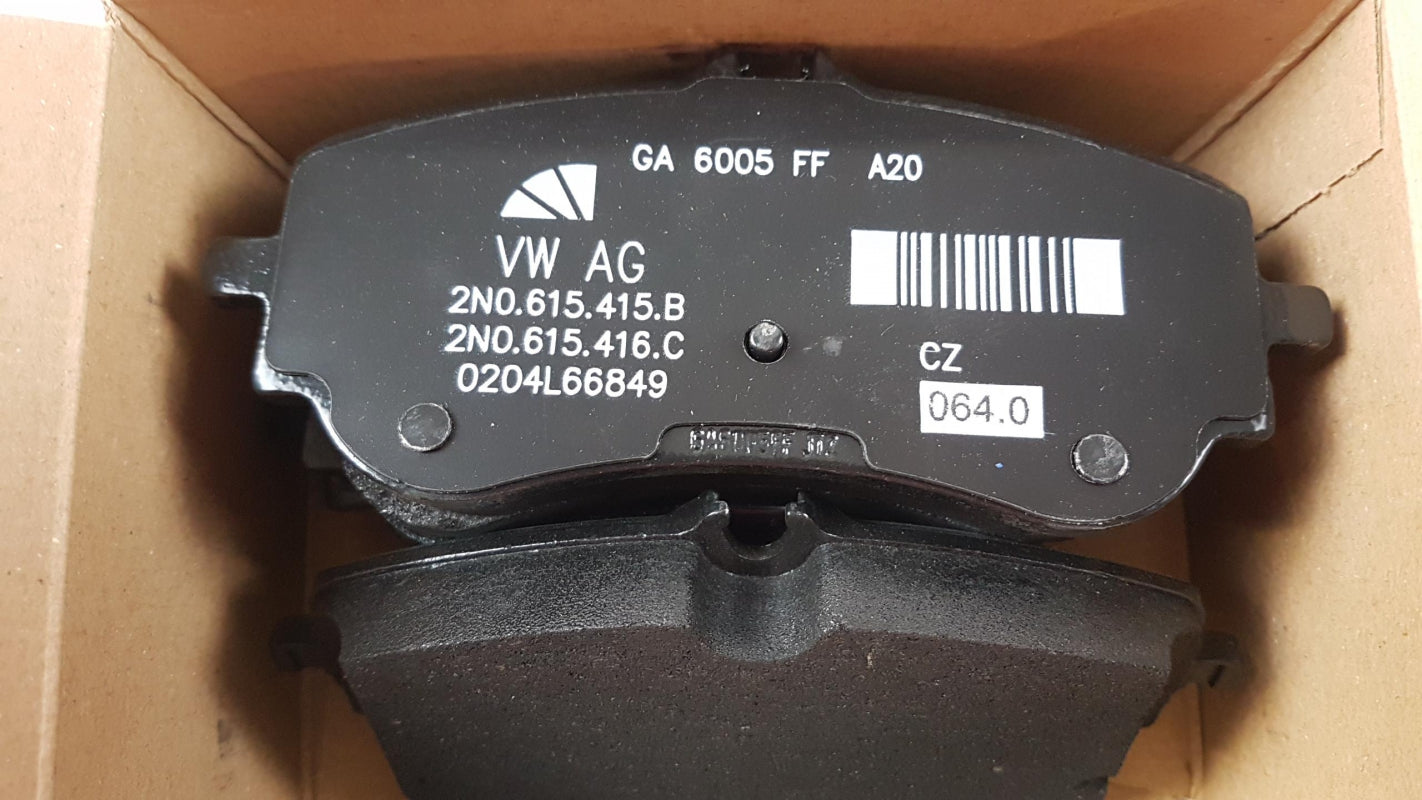 GA 6005 FF A20
VW AG
2N0.615.415.B
2N0.615.416.C
0204L66849
CZ
064.0